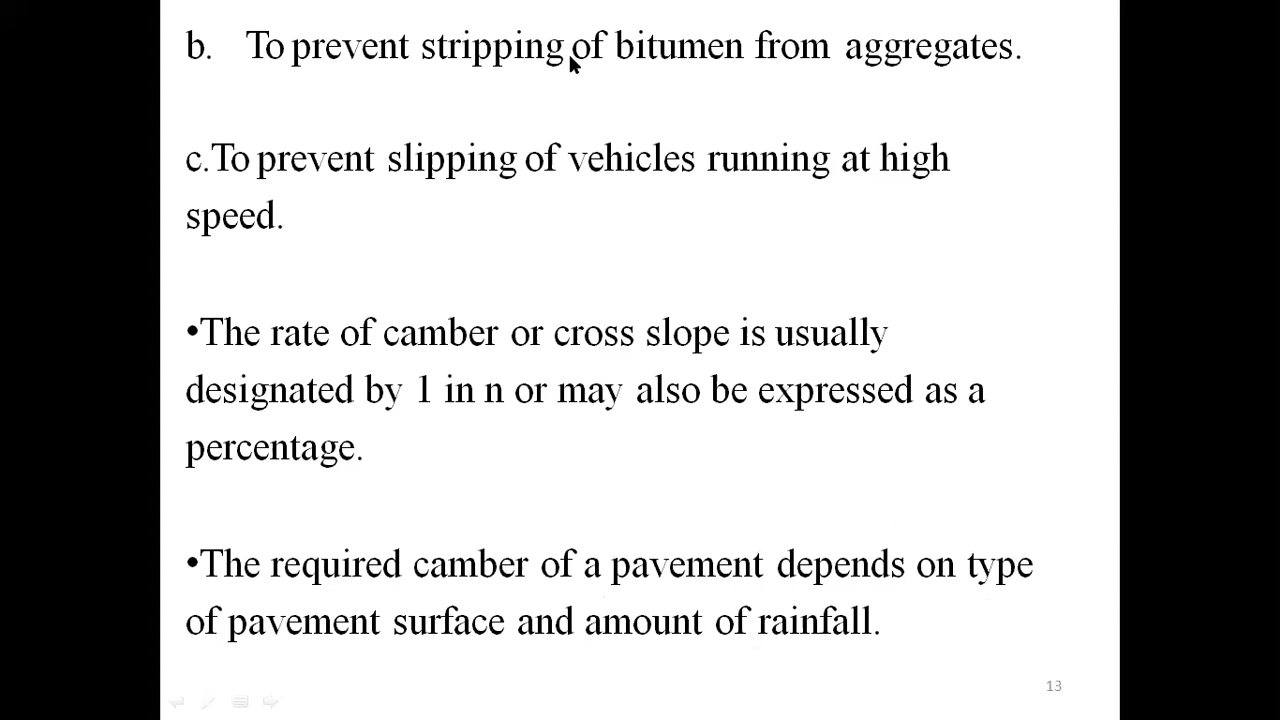 b. To prevent stripping of bitumen from aggregates.
c.To prevent slipping of vehicles running at high
speed.
•The rate of camber or cross slope is usually
designated by 1 in n or may also be expressed as a
percentage.
•The required camber of a pavement depends on type
of pavement surface and amount of rainfall.
13